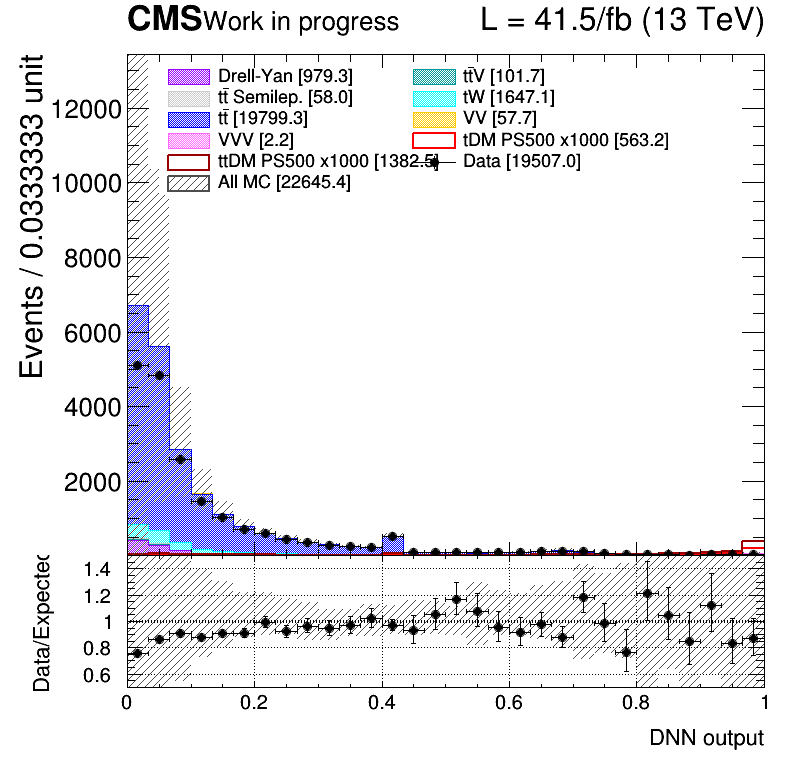 CMS Work in progress L = 41.5/fb (13 TeV)
Events / 0.0333333 unit
12000
10000
8000
6000
4000
2000
Drell-Yan [979.3]
tt̄ Semilep. [58.0]
tt̄ [19799.3]
VVV [2.2]
ttDM PS500 x1000 [1382.5]
All MC [22645.4]
tt̄V [101.7]
tW [1647.1]
VV [57.7]
tDM PS500 x1000 [563.2]
Data [19507.0]
Data/Expected
1.4
1.2
1
0.8
0.6
0 0.2 0.4 0.6 0.8 1
DNN output